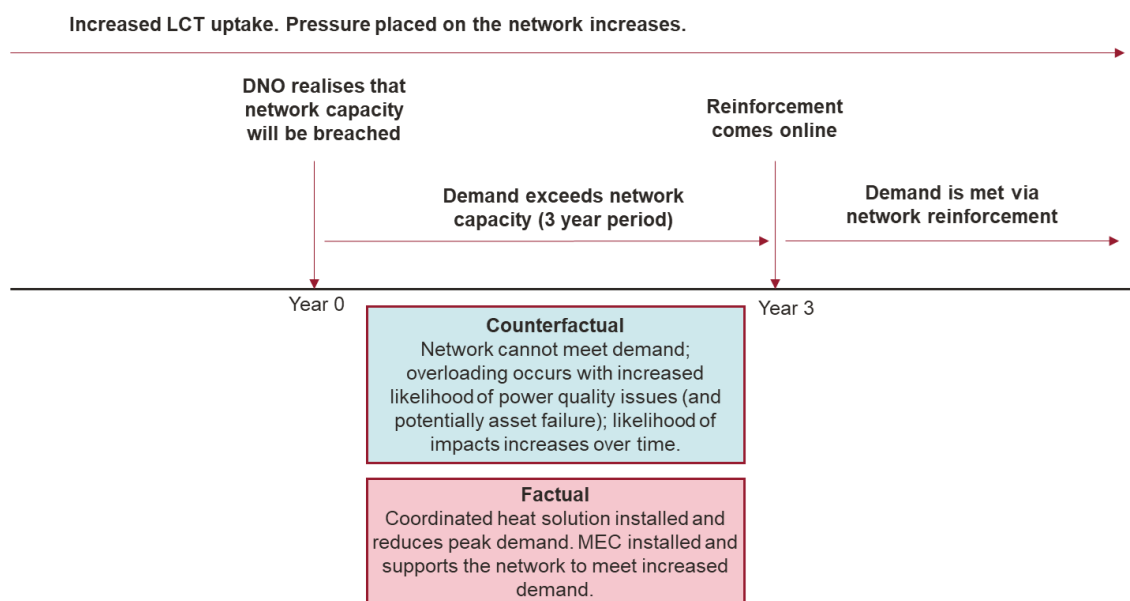 Increased LCT uptake. Pressure placed on the network increases.
DNO realises that
network capacity
will be breached
Reinforcement
comes online
Demand exceeds network
capacity (3 year period)
Demand is met via
network reinforcement
Year 0
Year 3
Counterfactual
Network cannot meet demand;
overloading occurs with increased
likelihood of power quality issues (and
potentially asset failure); likelihood of
impacts increases over time.
Factual
Coordinated heat solution installed and
reduces peak demand. MEC installed and
supports the network to meet increased
demand.